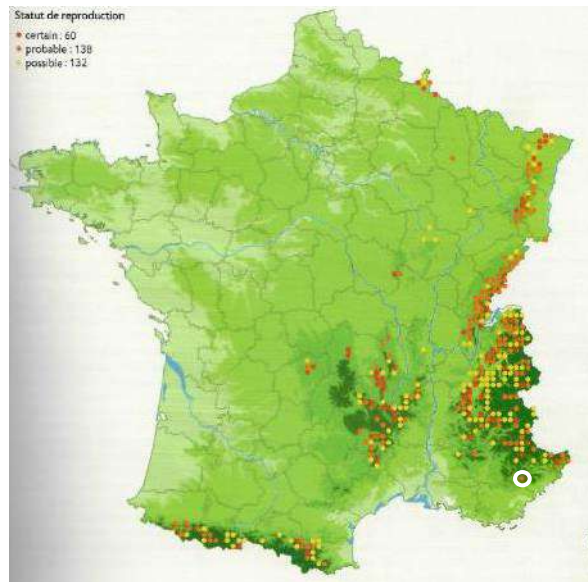 Statut de reproduction
certain : 60
probable : 138
possible : 132